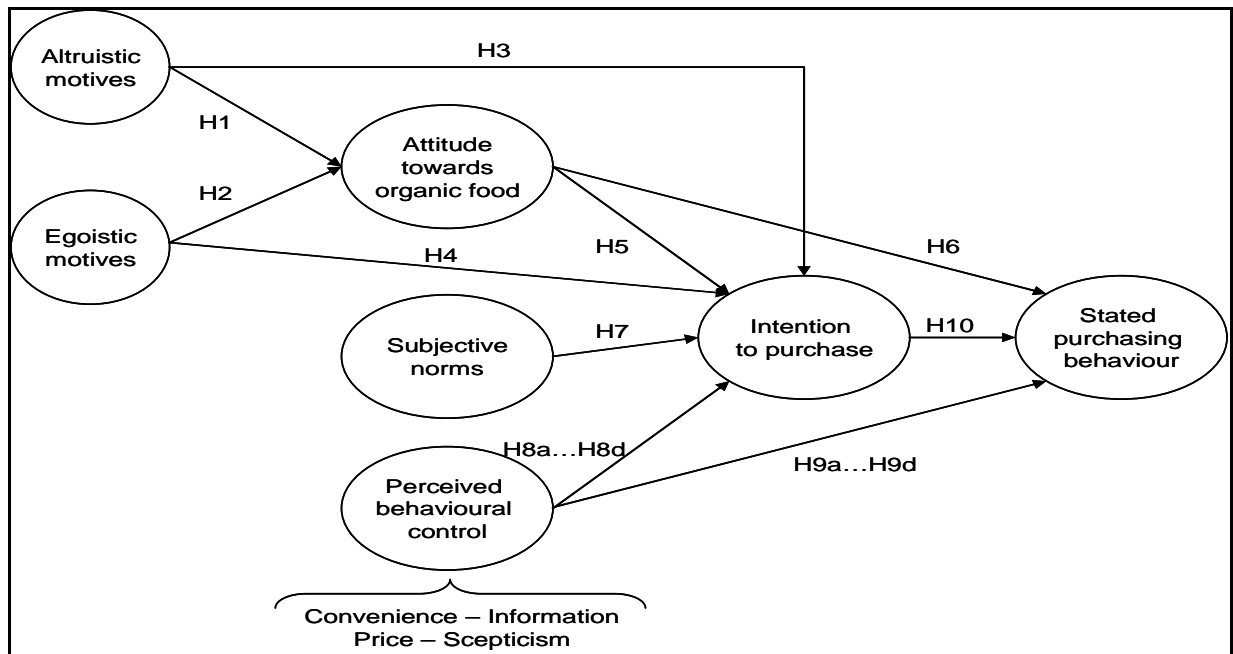 Altruistic
motives
H3
H1
Attitude
towards
organic food
H2
Egoistic
motives
H4
H5
H6
Subjective
norms
H7
Intention
to purchase
H10
Stated
purchasing
behaviour
H8a...H8d
H9a...H9d
Perceived
behavioural
control
Convenience – Information
Price – Scepticism